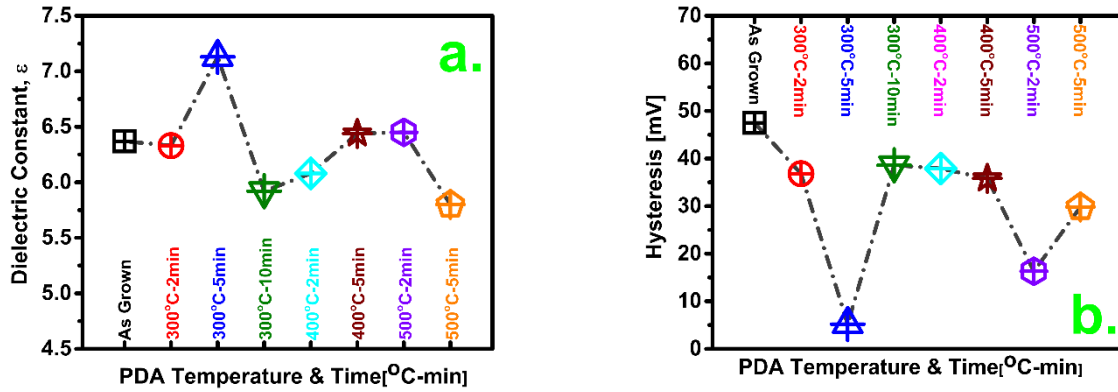 a.
Dielectric Constant, ε
7.5
7.0
6.5
6.0
5.5
5.0
4.5
As Grown
300°C-2min
300°C-5min
300°C-10min
400°C-2min
400°C-5min
500°C-2min
500°C-5min
PDA Temperature & Time[°C-min]
b.
Hysteresis [mV]
70
60
50
40
30
20
10
0
As Grown
300°C-2min
300°C-5min
300°C-10min
400°C-2min
400°C-5min
500°C-2min
500°C-5min
PDA Temperature & Time[°C-min]